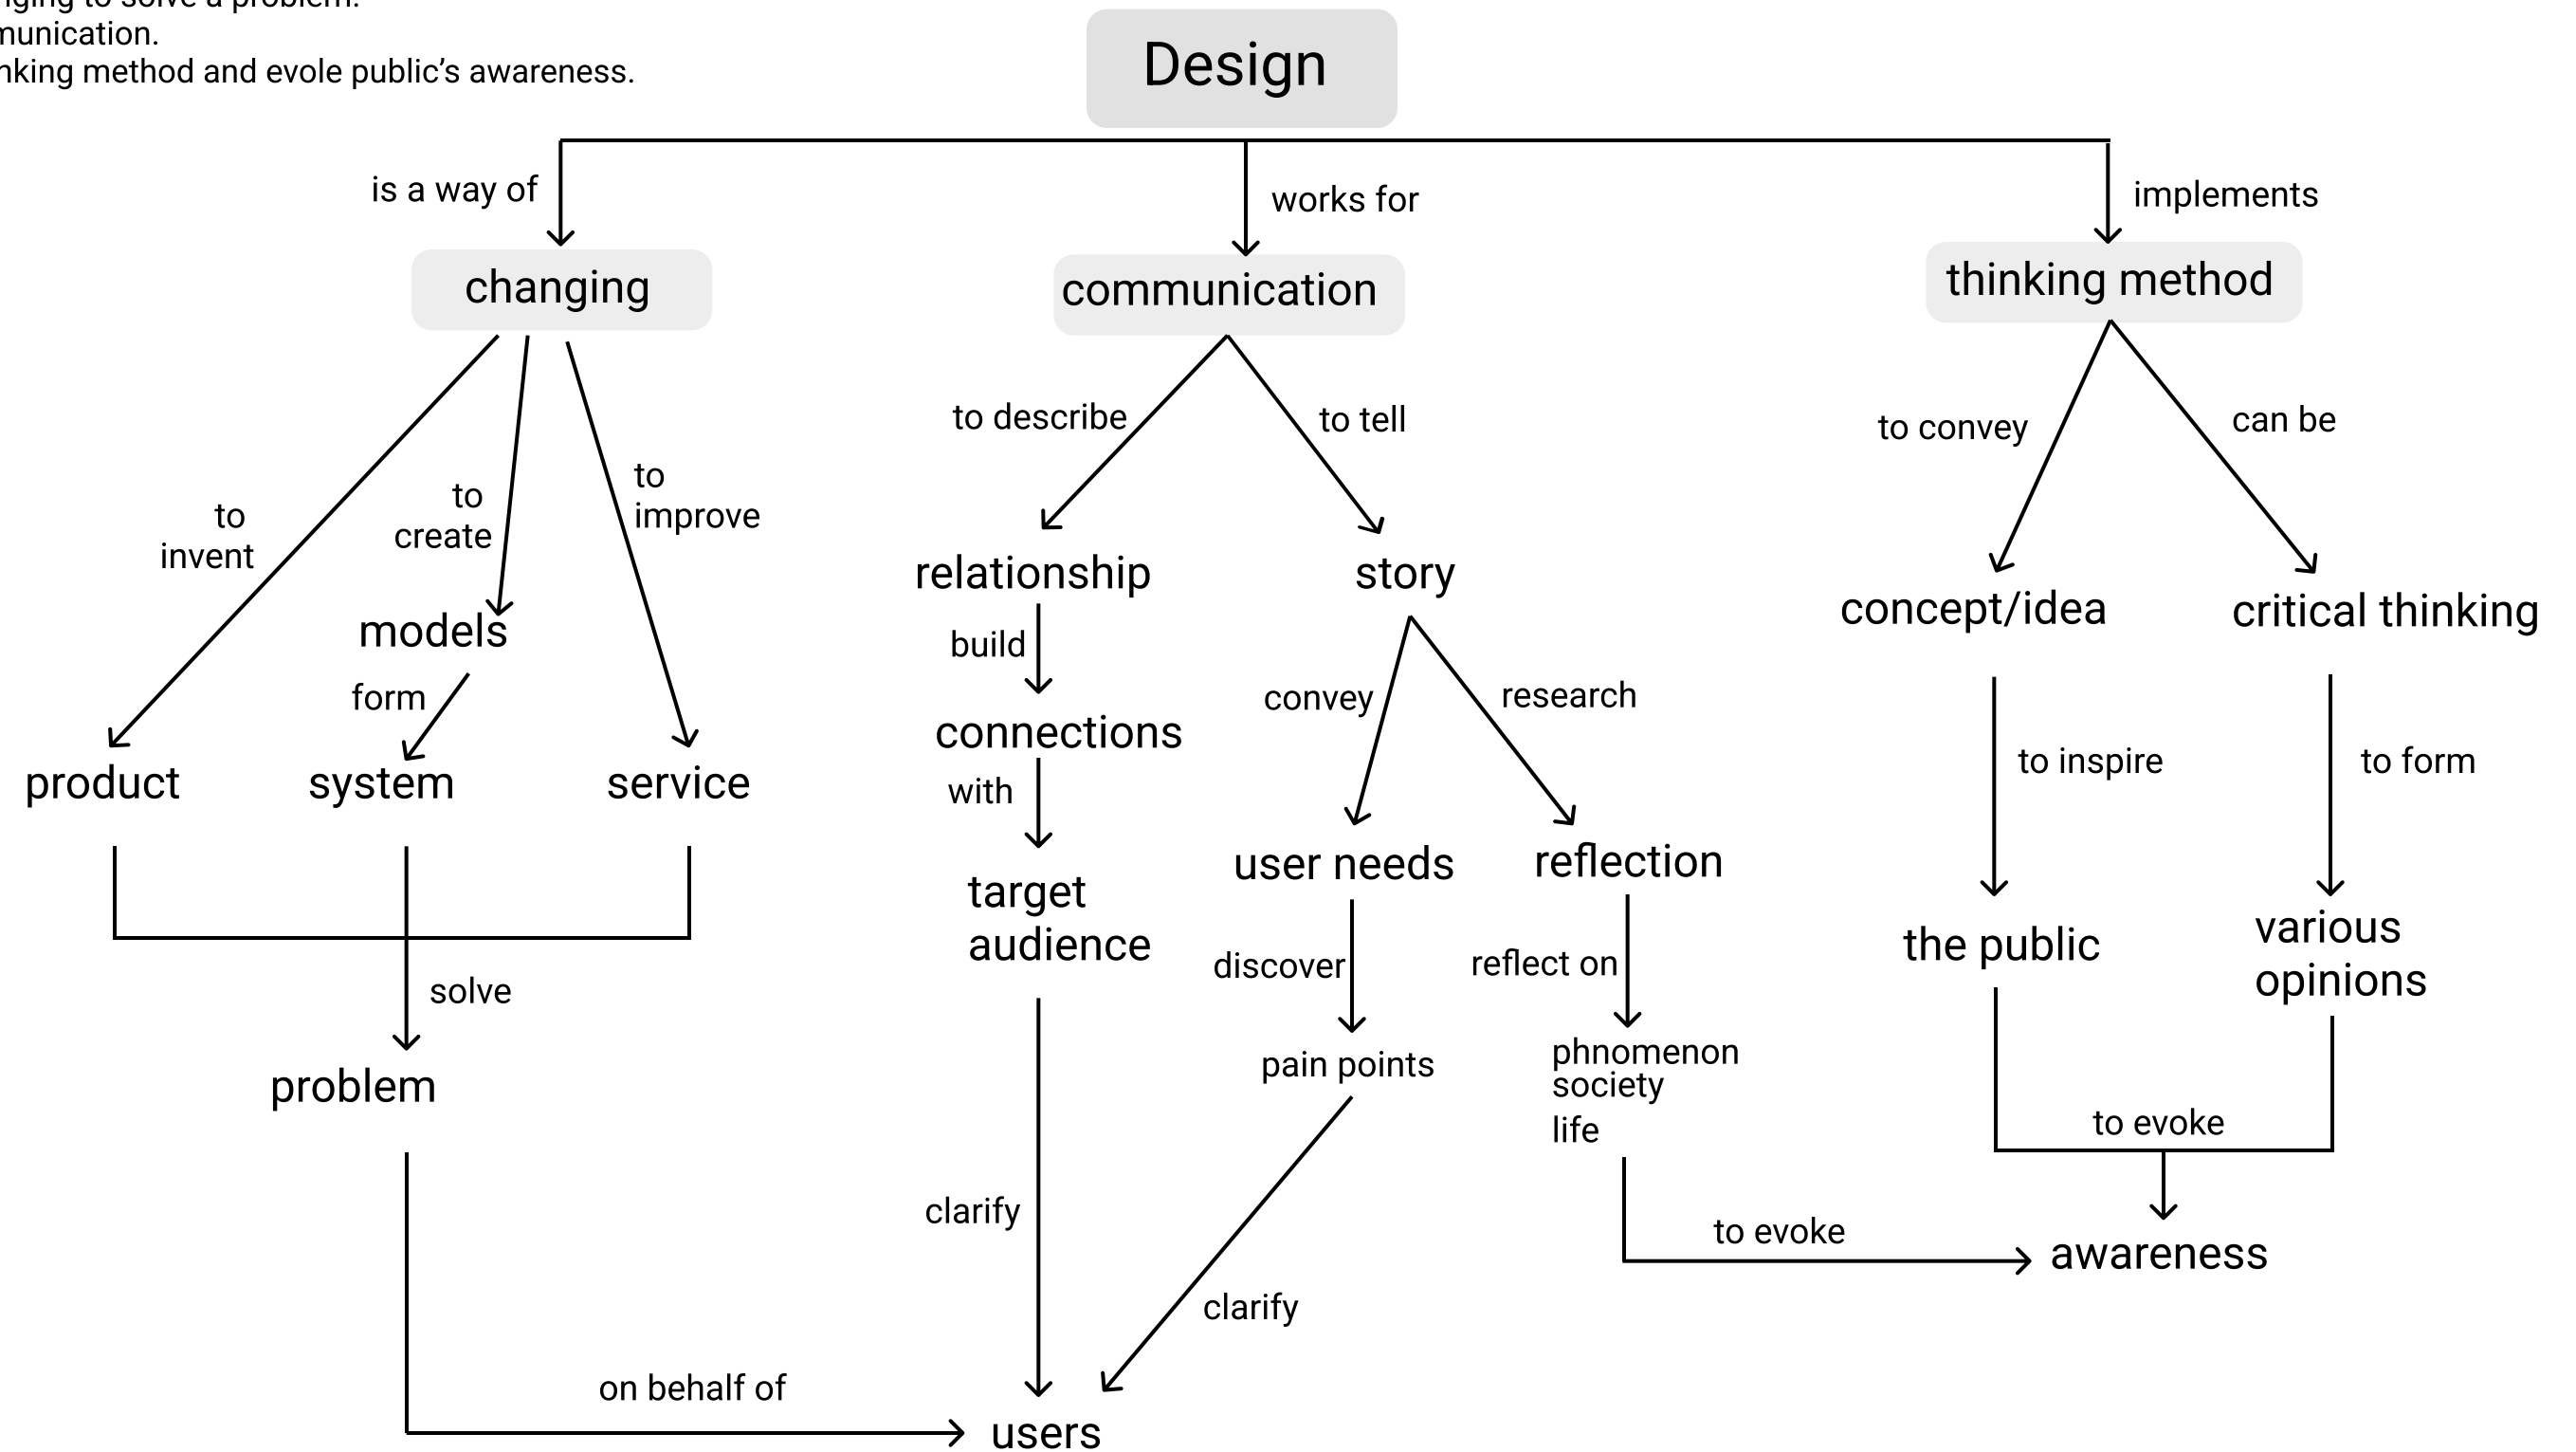 to solve a problem.
nking method and evole public's awareness.
Design
is a way of
works for
implements
changing
communication
thinking method
to describe
to tell
to convey
can be
to
improve
to
create
to
invent
relationship
story
concept/idea
critical thinking
models
build
form
convey
research
connections
product
system
service
with
to inspire
to form
user needs
reflection
target
audience
the public
various
opinions
discover
reflect on
solve
pain points
phnomenon
society
life
problem
to evoke
clarify
to evoke
awareness
clarify
on behalf of
users